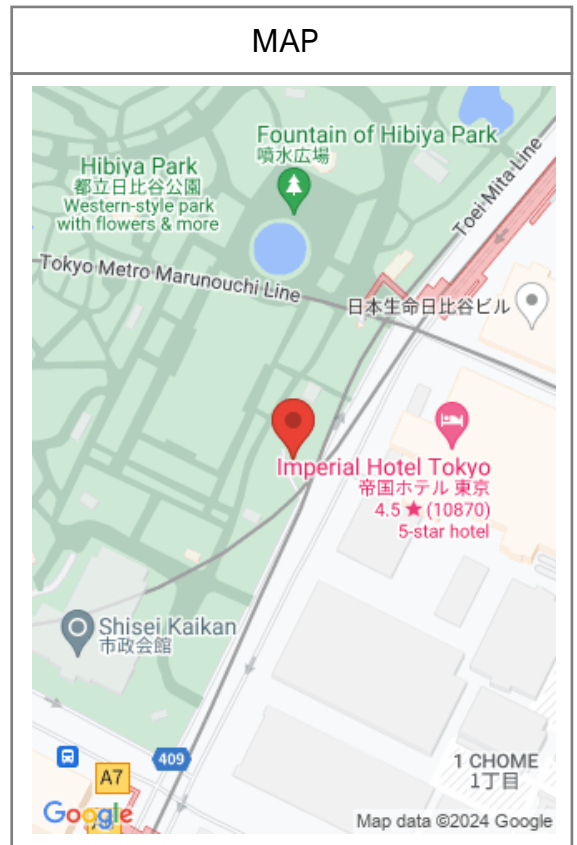 MAP
Fountain of Hibiya Park
噴水広場
Hibiya Park
都立日比谷公園
Western-style park
with flowers & more
Toei Mita Line
Tokyo Metro Marunouchi Line
日本生命日比谷ビル
Imperial Hotel Tokyo
帝国ホテル 東京
4.5 ★ (10870)
5-star hotel
Shisei Kaikan
市政会館
409
1 CHOME
1丁目
A7
Google
Map data ©2024 Google